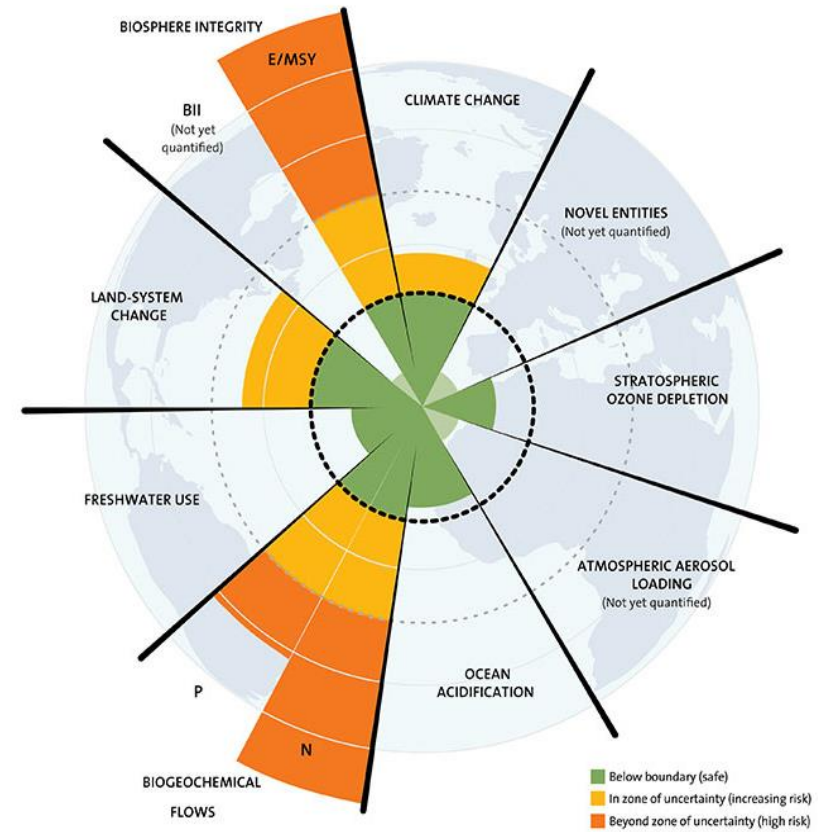 BIOSPHERE INTEGRITY
E/MSY
CLIMATE CHANGE
BII
(Not yet
quantified)
NOVEL ENTITIES
(Not yet quantified)
LAND-SYSTEM
CHANGE
STRATOSPHERIC
OZONE DEPLETION
FRESHWATER USE
ATMOSPHERIC AEROSOL
LOADING
(Not yet quantified)
OCEAN
ACIDIFICATION
P
N
BIOGEOCHEMICAL
FLOWS
Below boundary (safe)
In zone of uncertainty (increasing risk)
Beyond zone of uncertainty (high risk)